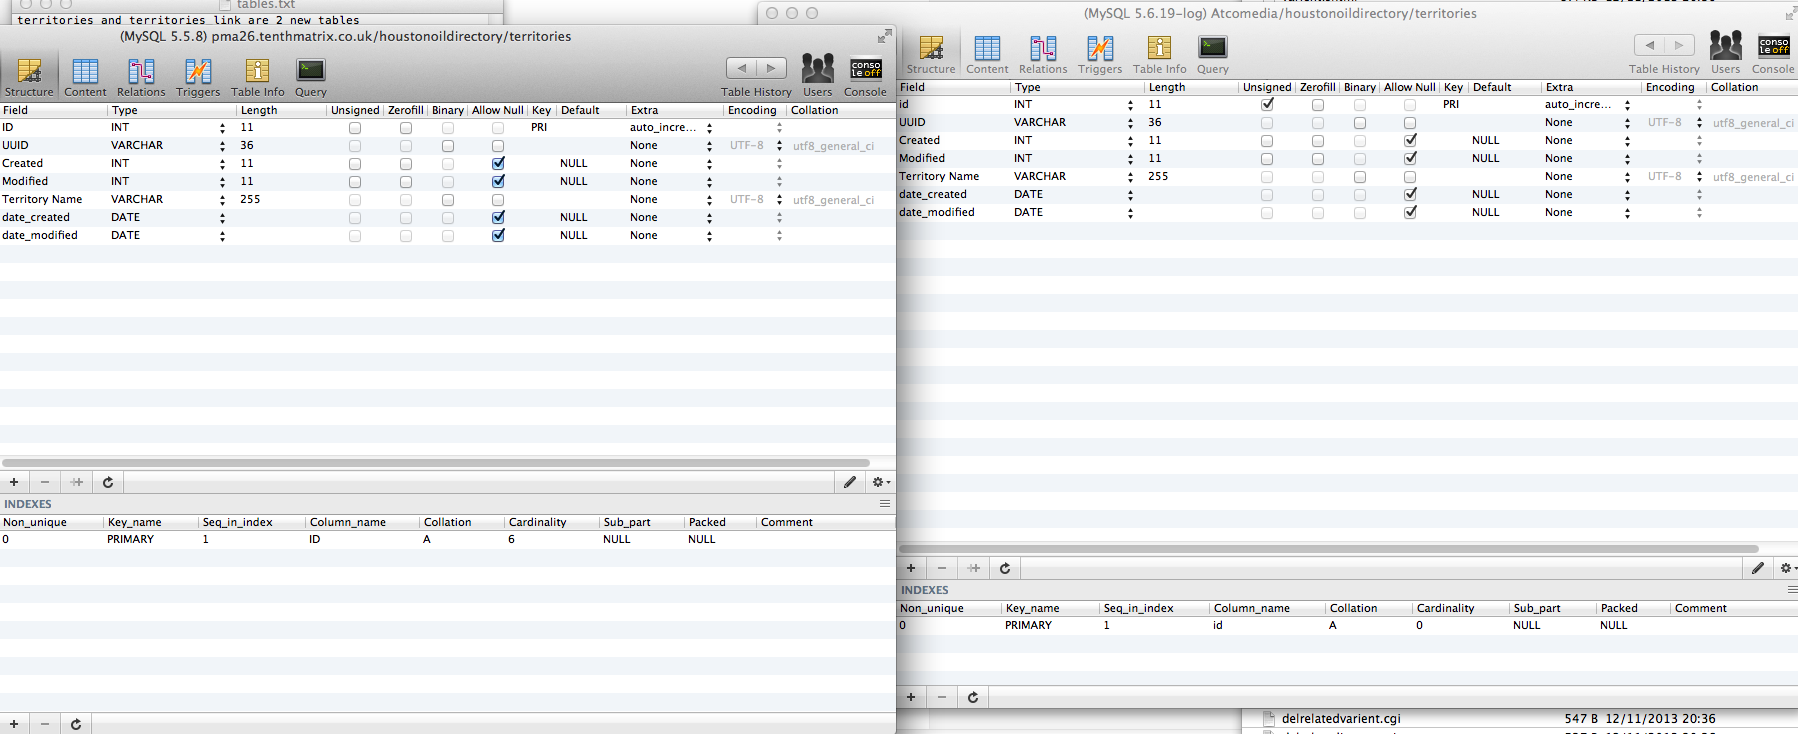 tables.txt
territories and territories link are 2 new tables
(MySQL 5.5.8) pma26.tenthmatrix.co.uk/houstonoildirectory/territories
Structure Content Relations Triggers Table Info Query Table History Users Console
conso
le off
Field Type Length Unsigned Zerofill Binary Allow Null Key Default Extra Encoding Collation
ID INT 11 PRI auto_incre...
UUID VARCHAR 36 None UTF-8 utf8_general_ci
Created INT 11 NULL None
Modified INT 11 NULL None
Territory Name VARCHAR 255 None UTF-8 utf8_general_ci
date_created DATE NULL None
date_modified DATE NULL None
INDEXES
Non_unique Key_name Seq_in_index Column_name Collation Cardinality Sub_part Packed Comment
0 PRIMARY 1 ID A 6 NULL NULL
(MySQL 5.6.19-log) Atcomedia/houstonoildirectory/territories
Structure Content Relations Triggers Table Info Query Table History Users Console
conso
le off
Field Type Length Unsigned Zerofill Binary Allow Null Key Default Extra Encoding Collation
id INT 11 PRI auto_incre...
UUID VARCHAR 36 None UTF-8 utf8_general_ci
Created INT 11 NULL None
Modified INT 11 NULL None
Territory Name VARCHAR 255 None UTF-8 utf8_general_ci
date_created DATE NULL None
date_modified DATE NULL None
INDEXES
Non_unique Key_name Seq_in_index Column_name Collation Cardinality Sub_part Packed Comment
0 PRIMARY 1 id A 0 NULL NULL
delrelatedvarient.cgi 547 B 12/11/2013 20:36